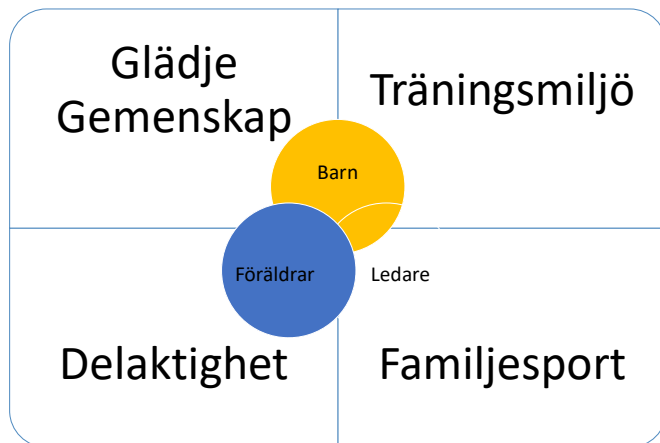 Glädje
Gemenskap
Träningsmiljö
Barn
Föräldrar
Ledare
Delaktighet
Familjesport